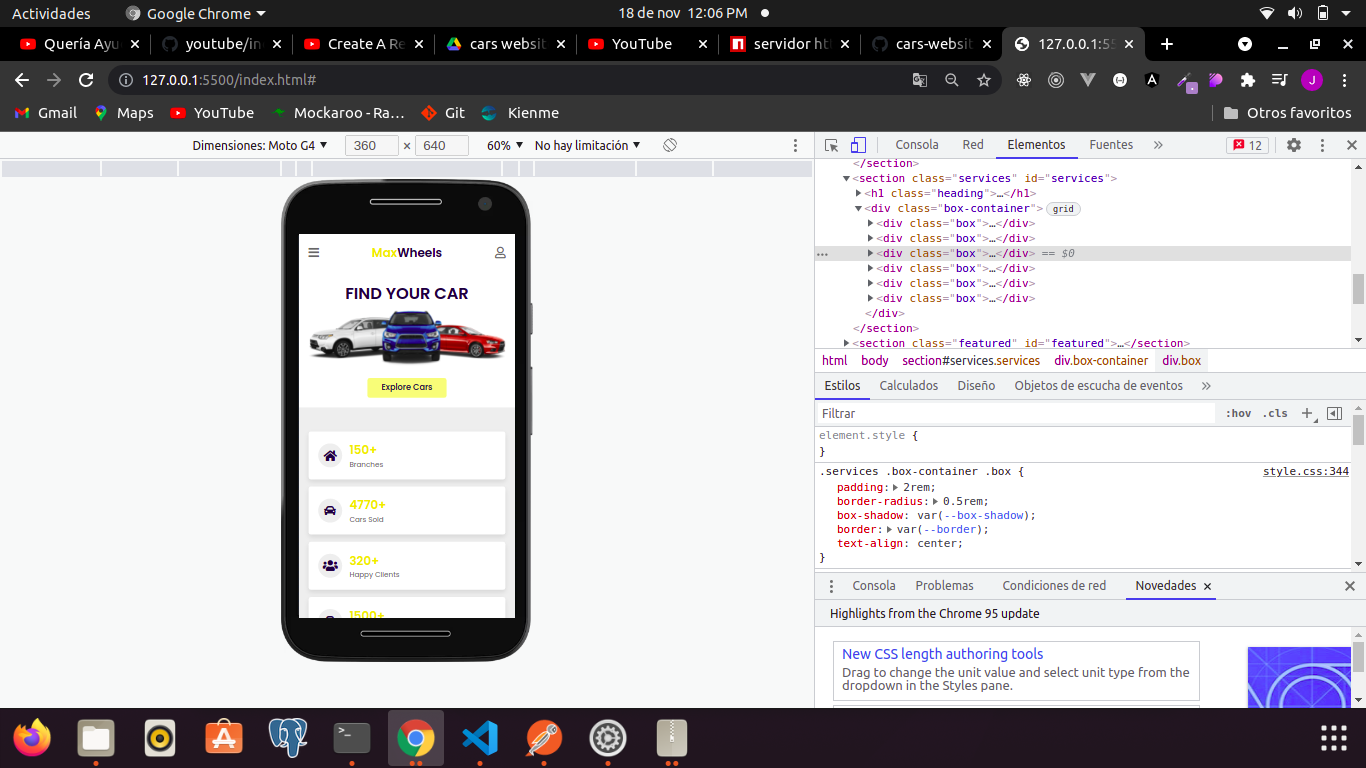 Actividades
Google Chrome
18 de nov 12:06 PM
Quería Ayu
youtube/in
Create A Re
cars websit
YouTube
servidor htt
cars-websit
127.0.0.1:55
127.0.0.1:5500/index.html#
J
Gmail
Maps
YouTube
Mockaroo - Ra…
Git
Kienme
Otros favoritos
Dimensiones: Moto G4
360 × 640
60%
No hay limitación
Consola
Red
Elementos
Fuentes
»
12
MaxWheels
FIND YOUR CAR
Explore Cars
150+
Branches
4770+
Cars Sold
320+
Happy Clients
1500+
</section>
<section class="services" id="services">
<h1 class="heading">…</h1>
<div class="box-container"> grid
<div class="box">…</div>
<div class="box">…</div>
<div class="box">…</div> == $0
<div class="box">…</div>
<div class="box">…</div>
<div class="box">…</div>
</div>
</section>
<section class="featured" id="featured">…</section>
html body section#services.services div.box-container div.box
Estilos Calculados Diseño Objetos de escucha de eventos »
Filtrar
:hov .cls +
element.style {
}
.services .box-container .box {
style.css:344
padding: 2rem;
border-radius: 0.5rem;
box-shadow: var(--box-shadow);
border: var(--border);
text-align: center;
}
Consola Problemas Condiciones de red Novedades
Highlights from the Chrome 95 update
New CSS length authoring tools
Drag to change the unit value and select unit type from the
dropdown in the Styles pane.